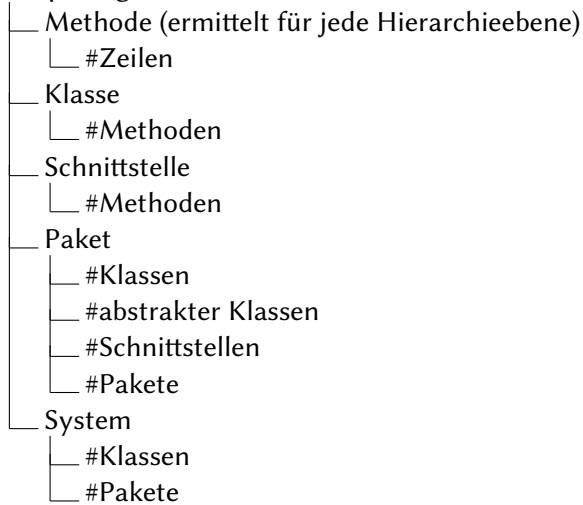 Methode (ermittelt für jede Hierarchieebene)
#Zeilen
Klasse
#Methoden
Schnittstelle
#Methoden
Paket
#Klassen
#abstrakter Klassen
#Schnittstellen
#Pakete
System
#Klassen
#Pakete